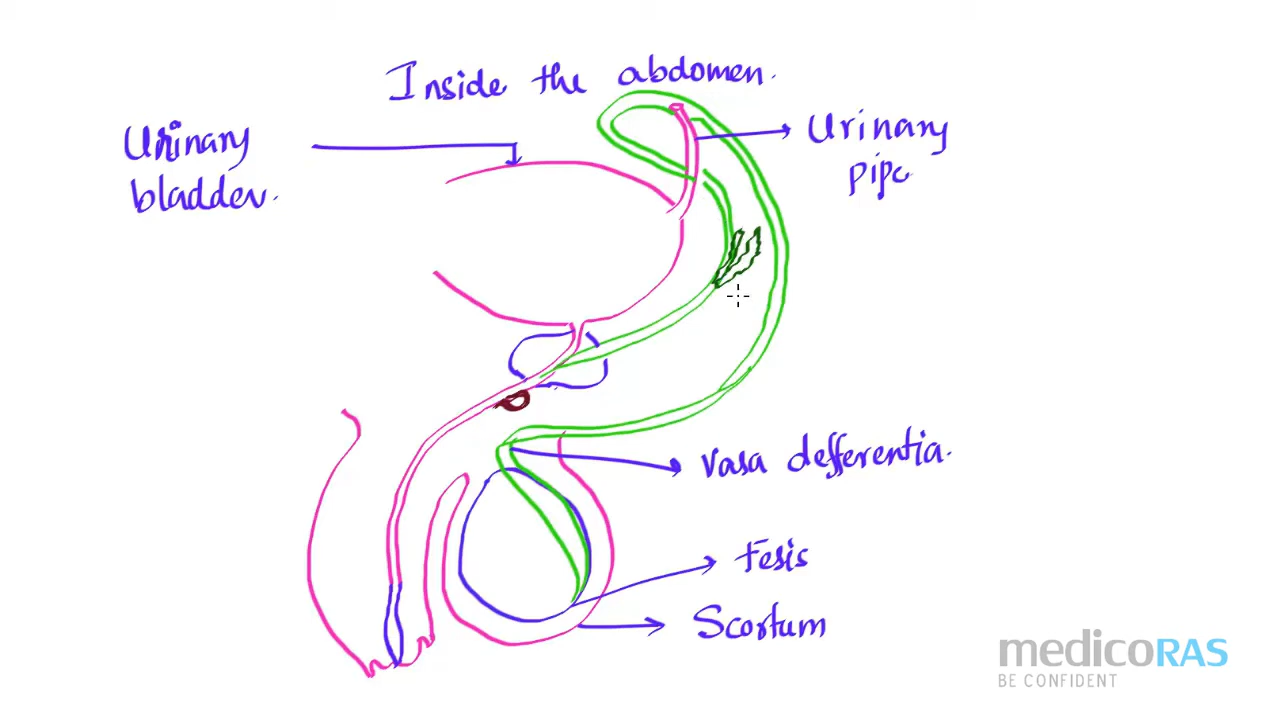 Inside the abdomen.
Urinary
bladder.
Urinary
pipe
Vasa defferentia.
Tesis
Scortum
medicoRAS
BE CONFIDENT